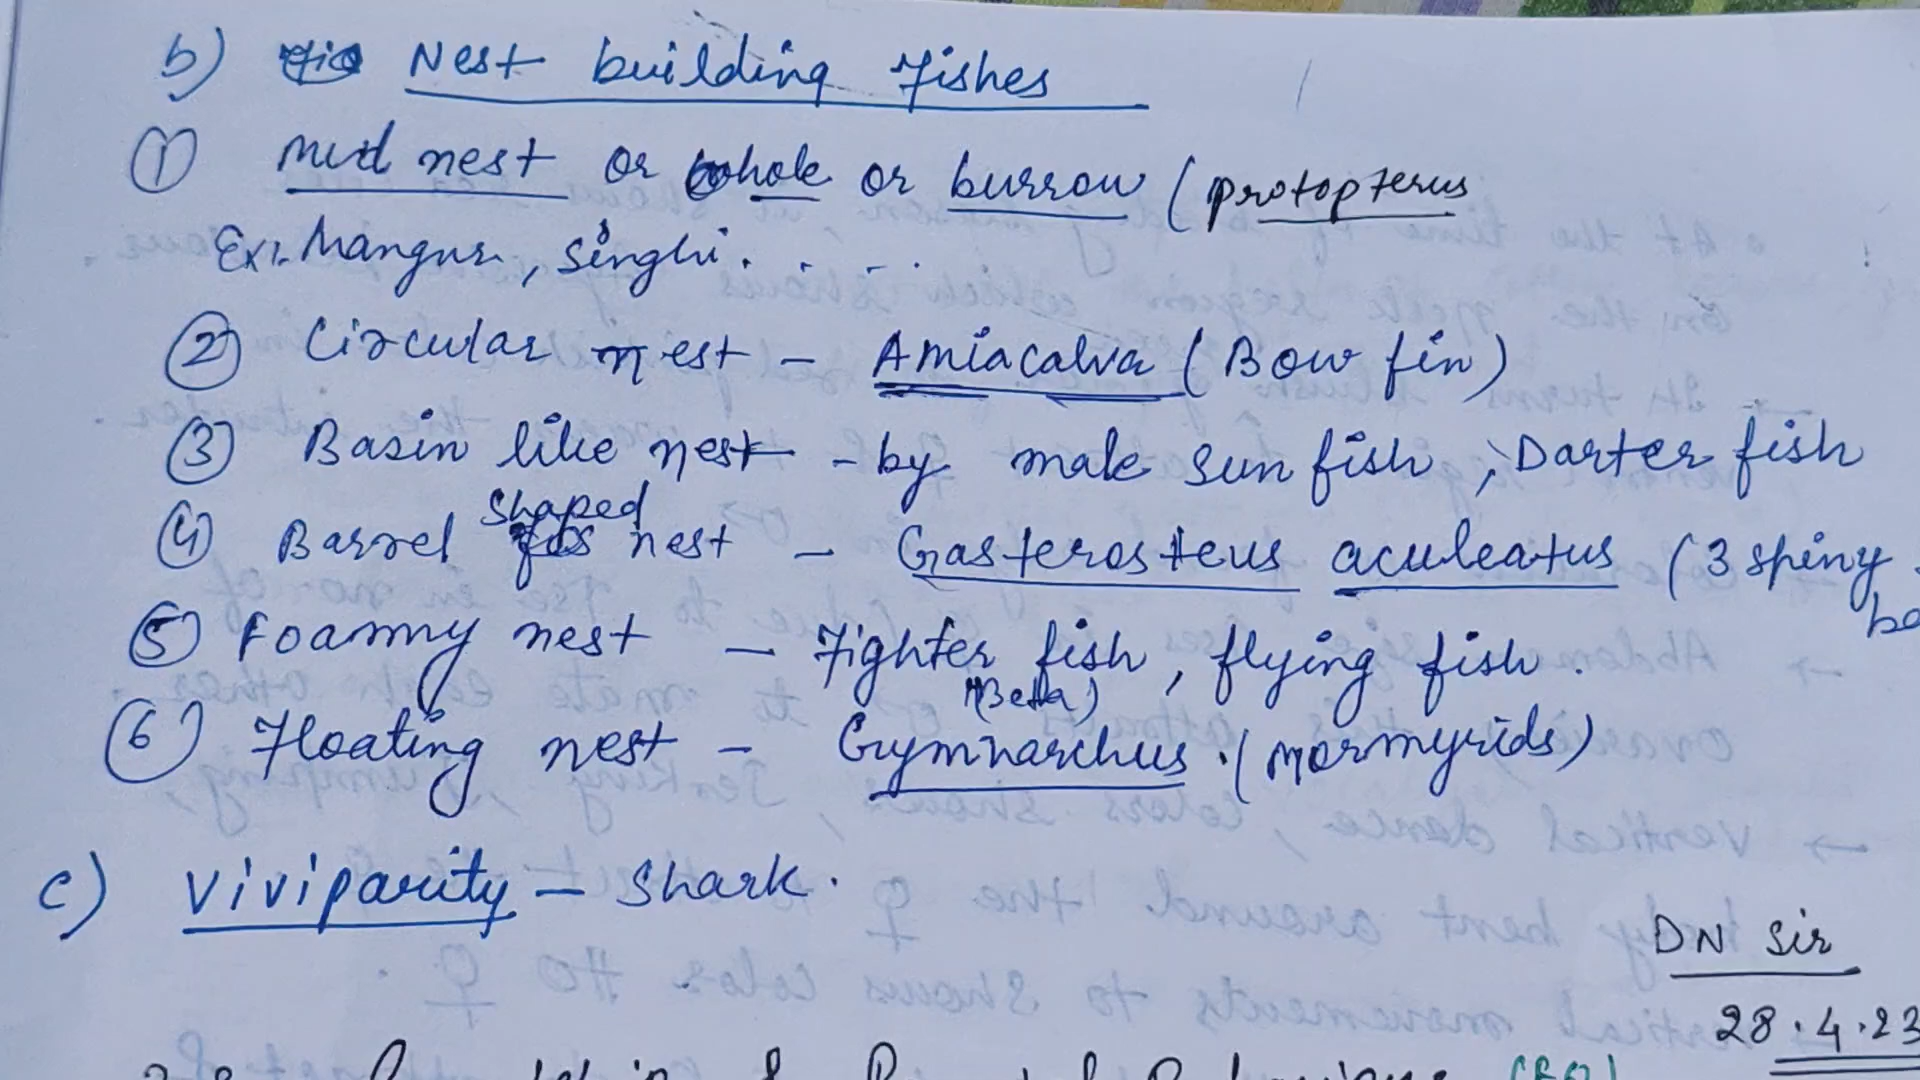 b) Nest building Fishes
① Mud nest or hole or burrow (Protopterus
Ex:. Mangur, Singhi. . . . .
② Circular nest - Amiacalva (Bow fin)
③ Basin like nest - by male sun fish, Darter fish
④ Barrel shaped nest - Gasterosteus aculeatus (3 spiny
⑤ Foammy nest - Fighter fish, flying fish.
(Betta)
⑥ Floating nest - Gymnarchus. (Mormyrids)
c) Viviparity - Shark.
DN Sir
28.4.23